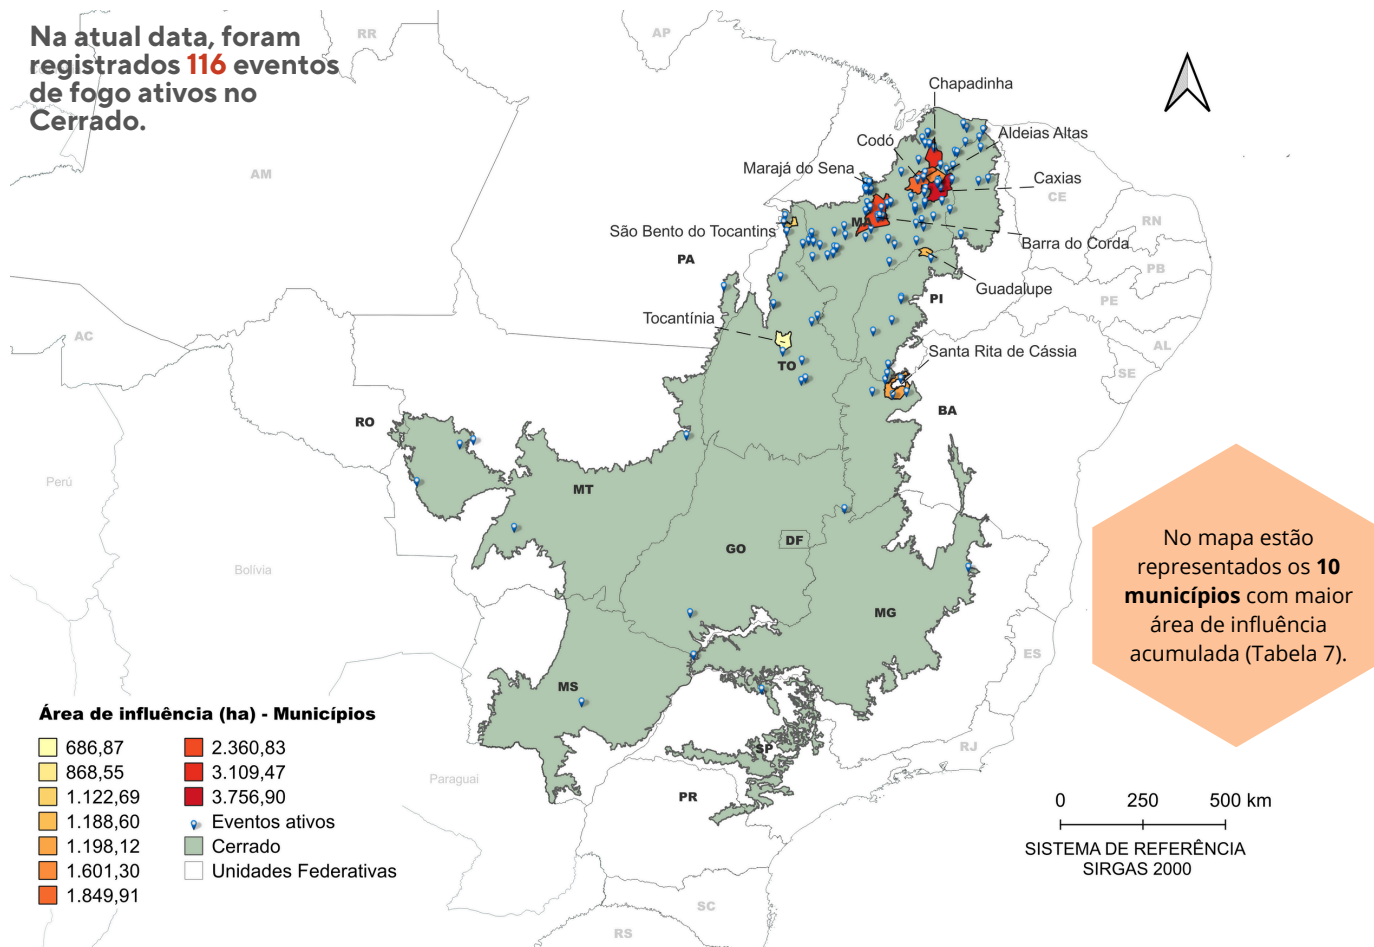 Na atual data, foram
registrados 116 eventos
de fogo ativos no
Cerrado.
RR
AP
AM
Chapadinha
Codó
Aldeias Altas
Marajá do Sena
Caxias
CE
RN
MA
São Bento do Tocantins
Barra do Corda
PA
PB
Guadalupe
PI
PE
Tocantínia
AC
AL
Santa Rita de Cássia
TO
SE
BA
RO
Perú
MT
DF
GO
Bolívia
No mapa estão
representados os 10
municípios com maior
área de influência
acumulada (Tabela 7).
MG
ES
MS
Área de influência (ha) - Municípios
686,87
868,55
1.122,69
1.188,60
1.198,12
1.601,30
1.849,91
2.360,83
3.109,47
3.756,90
Eventos ativos
Cerrado
Unidades Federativas
Paraguai
SP
RJ
PR
0 250 500 km
SISTEMA DE REFERÊNCIA
SIRGAS 2000
SC
RS